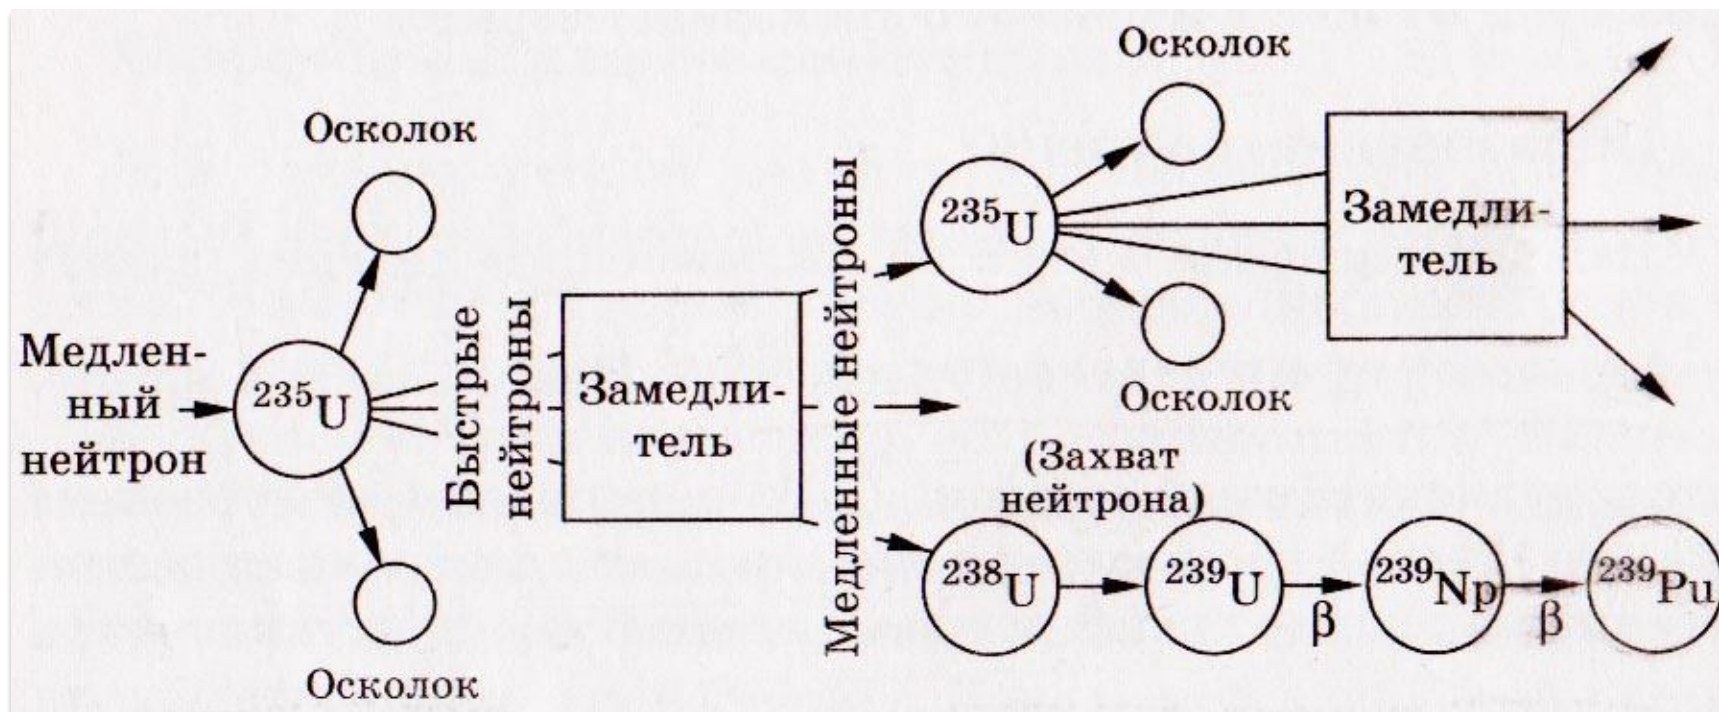 Осколок
Медлен-
ный
нейтрон
²³⁵U
Осколок
Быстрые
нейтроны
Замедли-
тель
Медленные нейтроны
Осколок
²³⁵U
Осколок
Замедли-
тель
(Захват
нейтрона)
²³⁸U
²³⁹U
β
²³⁹Np
β
²³⁹Pu